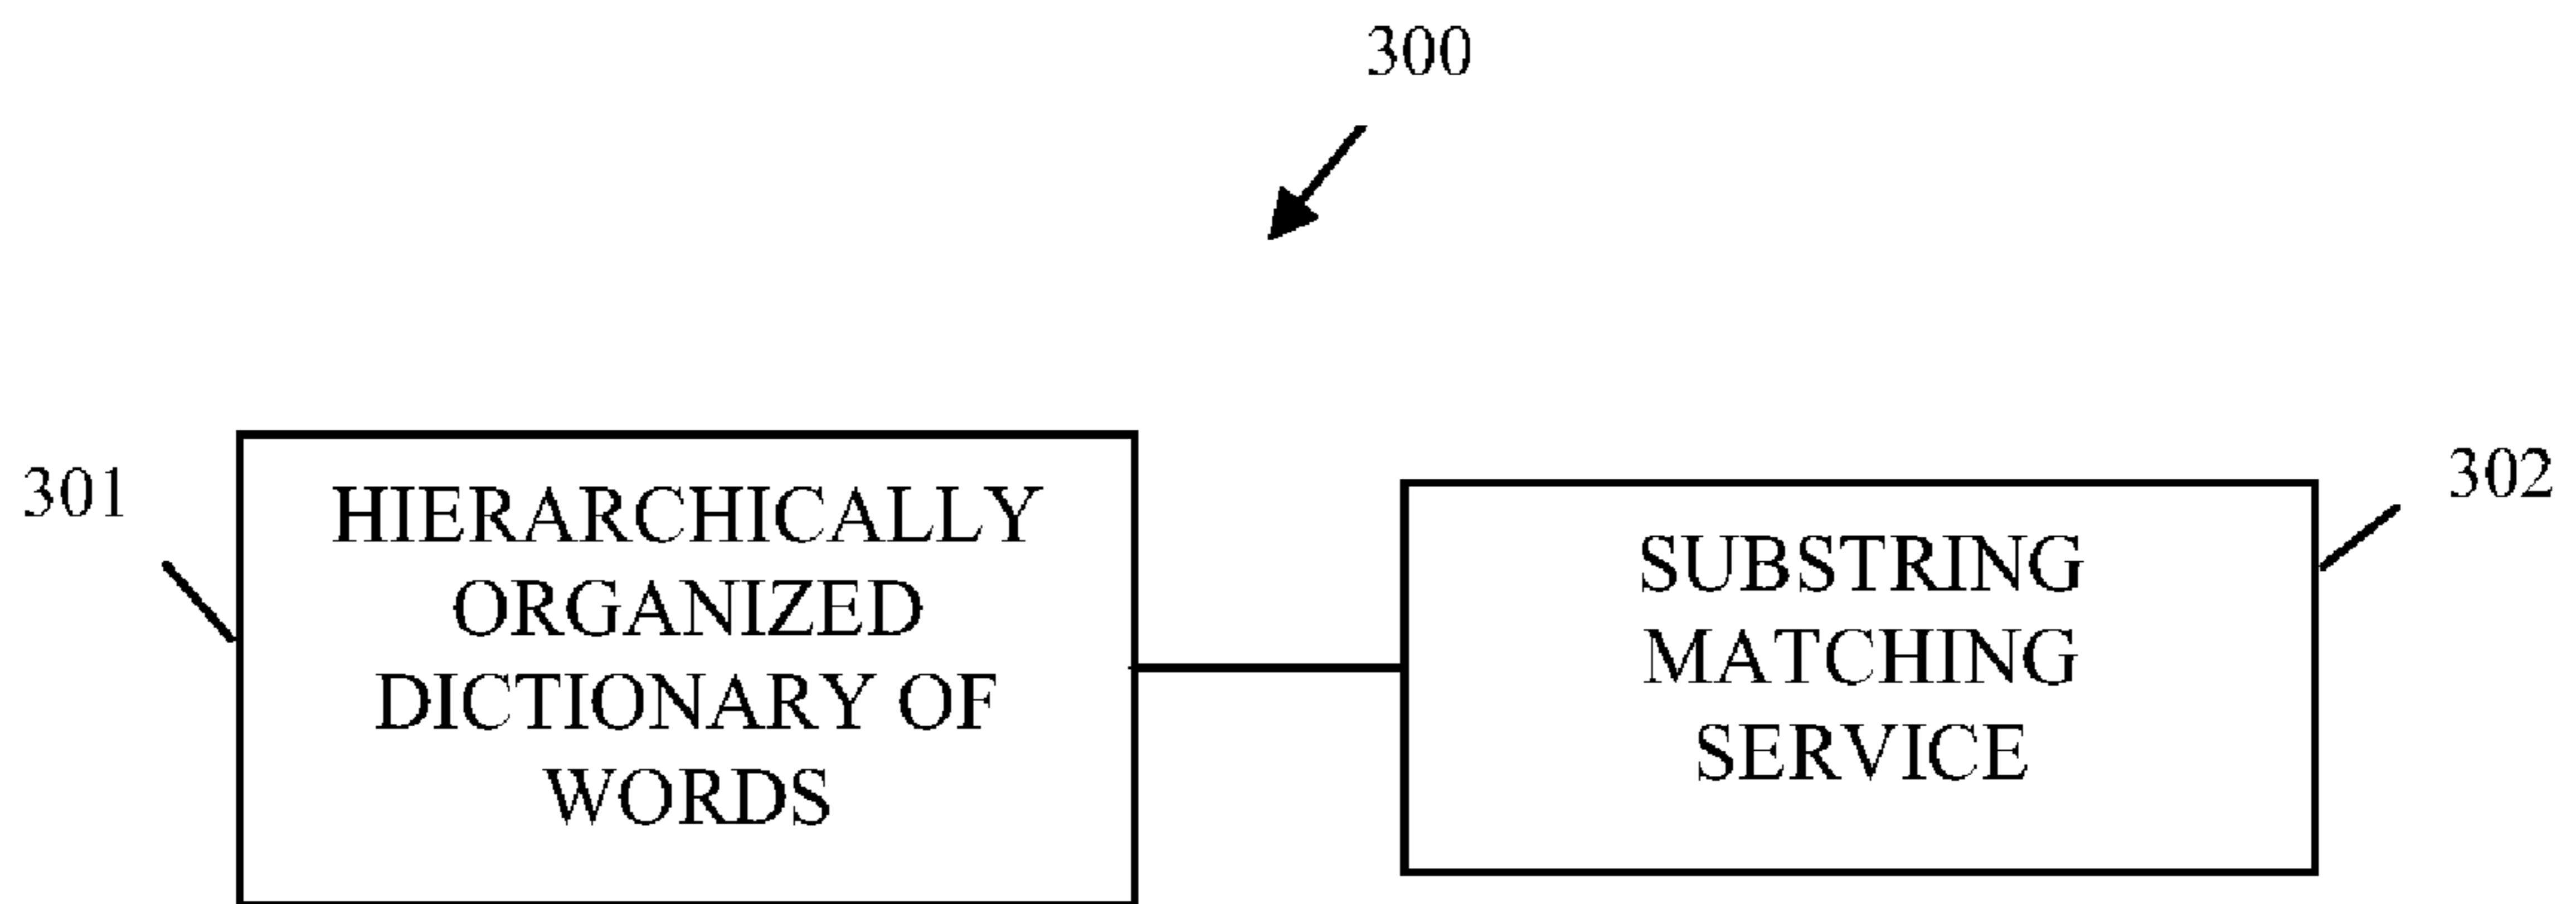 300
301
HIERARCHICALLY
ORGANIZED
DICTIONARY OF
WORDS
302
SUBSTRING
MATCHING
SERVICE